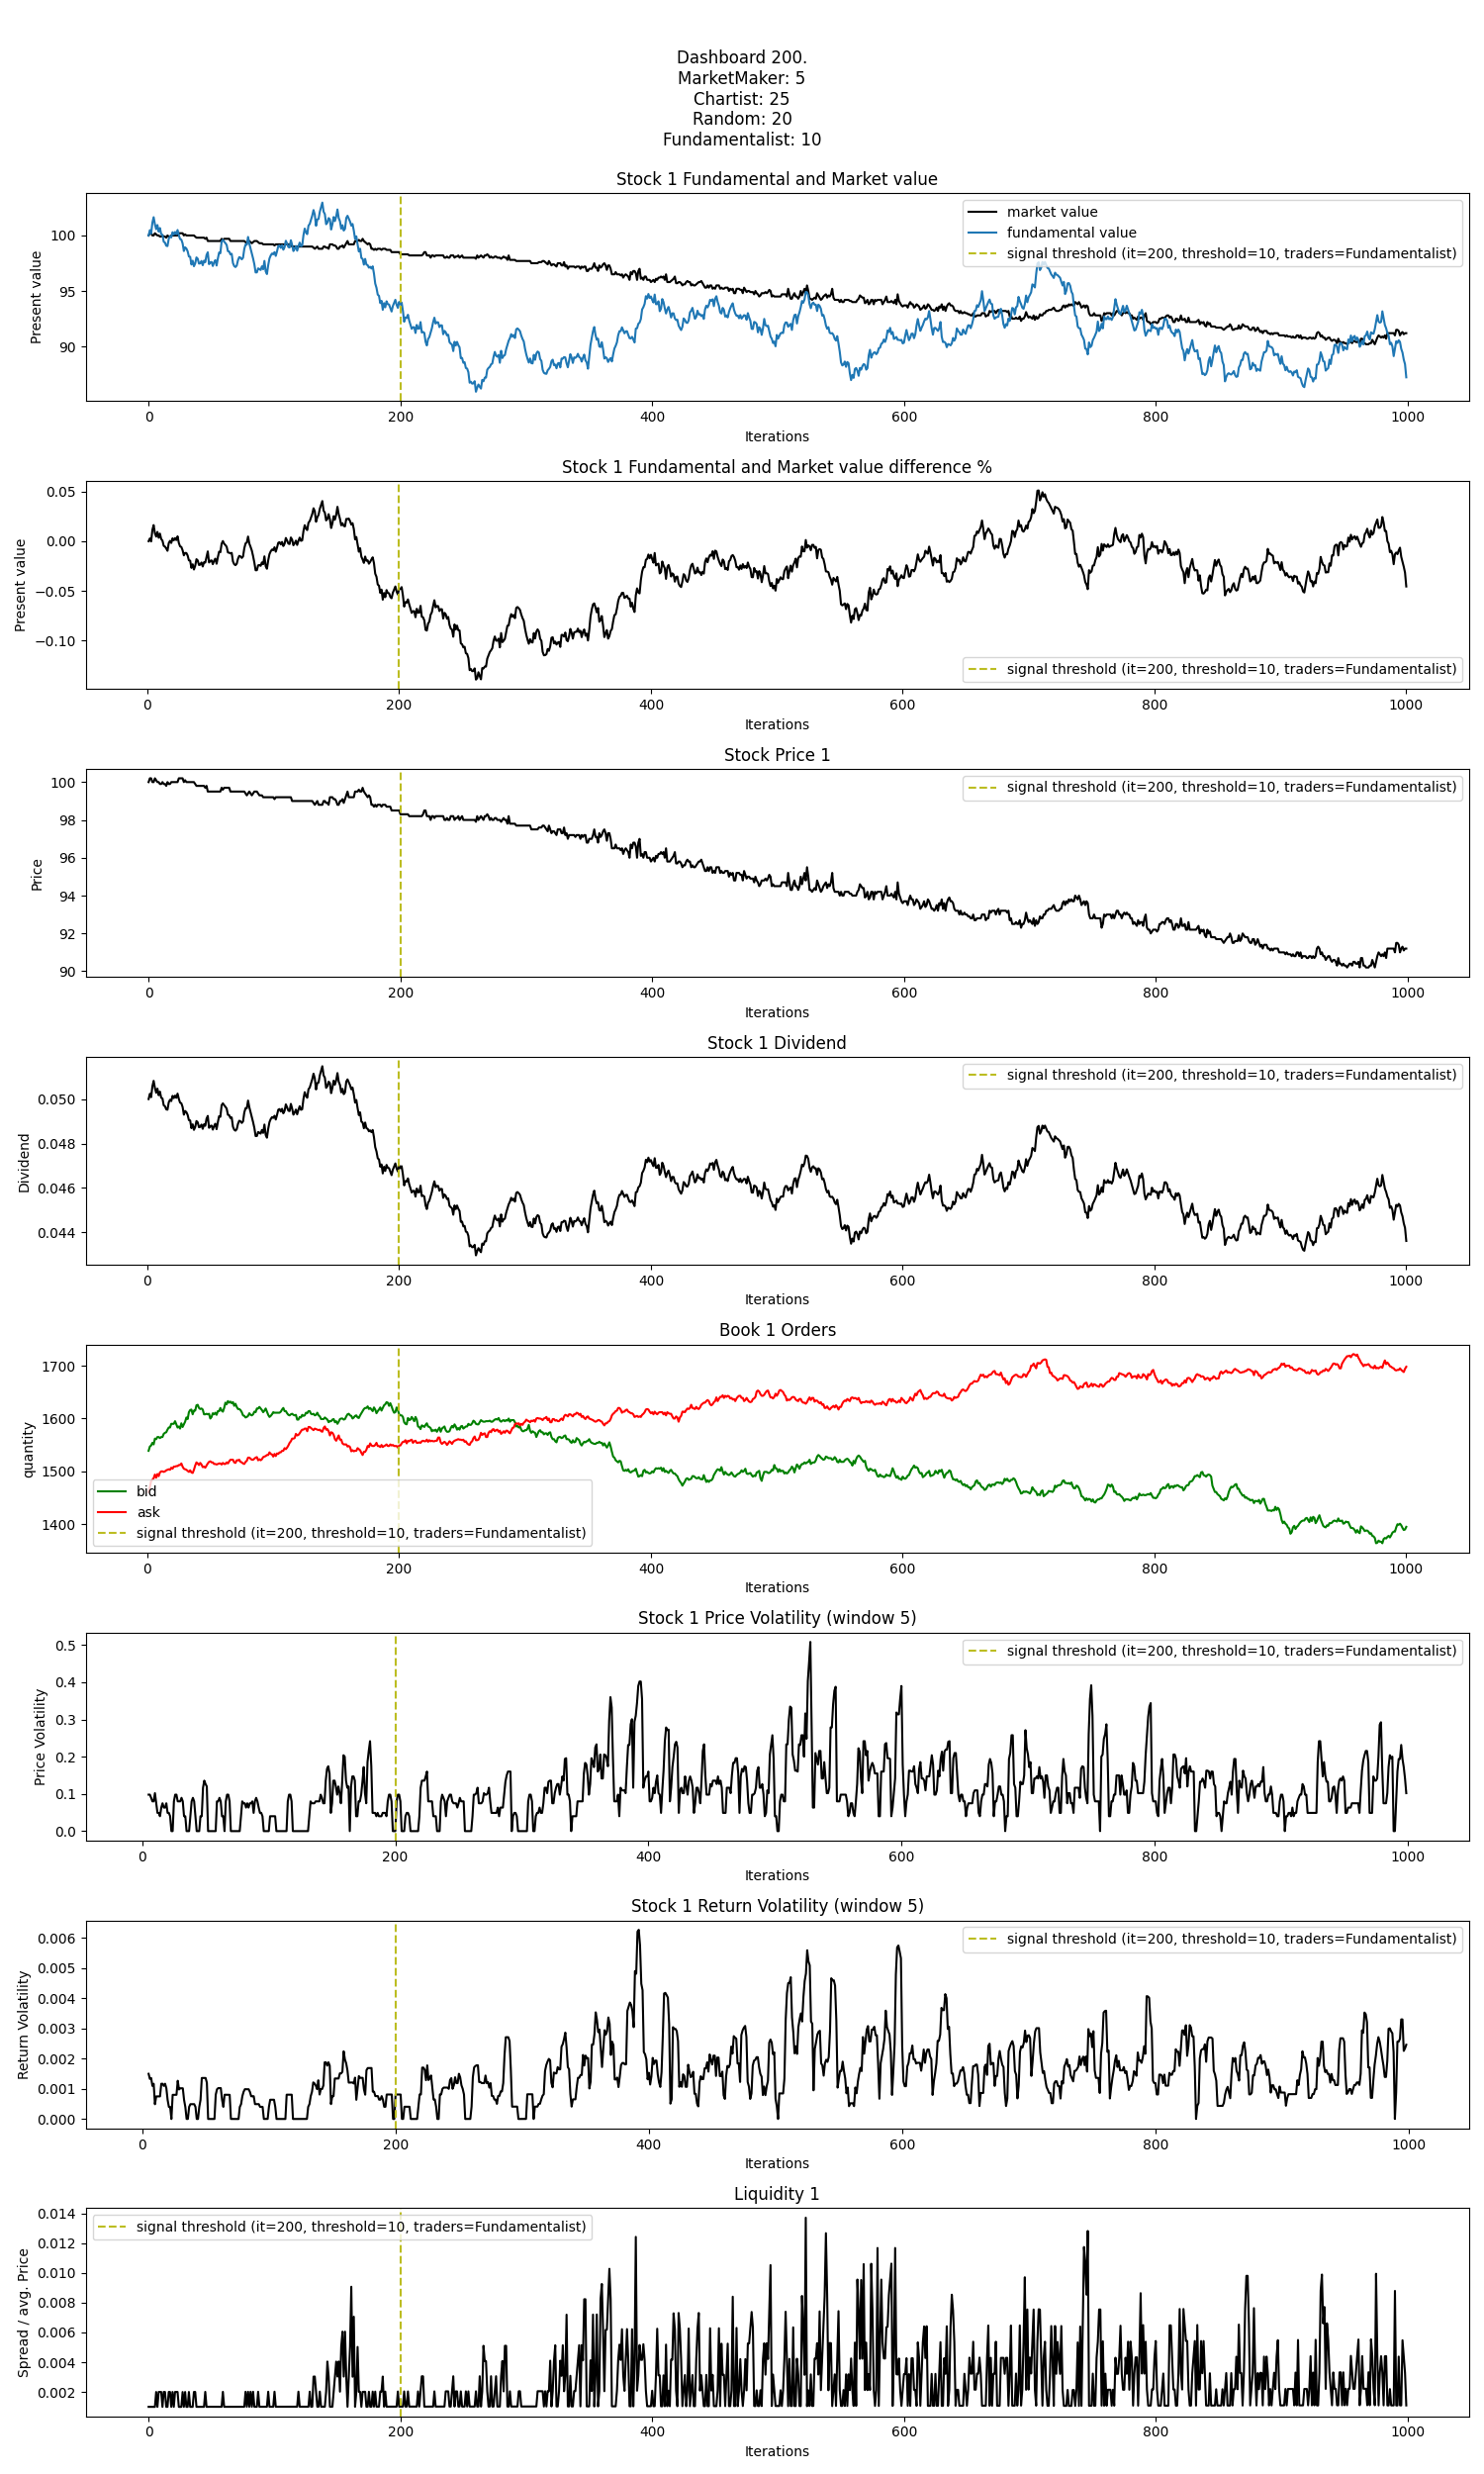 Dashboard 200.
MarketMaker: 5
Chartist: 25
Random: 20
Fundamentalist: 10
Stock 1 Fundamental and Market value
Present value
100
95
90
market value
fundamental value
signal threshold (it=200, threshold=10, traders=Fundamentalist)
0 200 400 600 800 1000
Iterations
Stock 1 Fundamental and Market value difference %
Present value
0.05
0.00
−0.05
−0.10
signal threshold (it=200, threshold=10, traders=Fundamentalist)
0 200 400 600 800 1000
Iterations
Stock Price 1
Price
100
98
96
94
92
90
signal threshold (it=200, threshold=10, traders=Fundamentalist)
0 200 400 600 800 1000
Iterations
Stock 1 Dividend
Dividend
0.050
0.048
0.046
0.044
signal threshold (it=200, threshold=10, traders=Fundamentalist)
0 200 400 600 800 1000
Iterations
Book 1 Orders
quantity
1700
1600
1500
1400
bid
ask
signal threshold (it=200, threshold=10, traders=Fundamentalist)
0 200 400 600 800 1000
Iterations
Stock 1 Price Volatility (window 5)
Price Volatility
0.5
0.4
0.3
0.2
0.1
0.0
signal threshold (it=200, threshold=10, traders=Fundamentalist)
0 200 400 600 800 1000
Iterations
Stock 1 Return Volatility (window 5)
Return Volatility
0.006
0.005
0.004
0.003
0.002
0.001
0.000
signal threshold (it=200, threshold=10, traders=Fundamentalist)
0 200 400 600 800 1000
Iterations
Liquidity 1
Spread / avg. Price
0.014
0.012
0.010
0.008
0.006
0.004
0.002
signal threshold (it=200, threshold=10, traders=Fundamentalist)
0 200 400 600 800 1000
Iterations